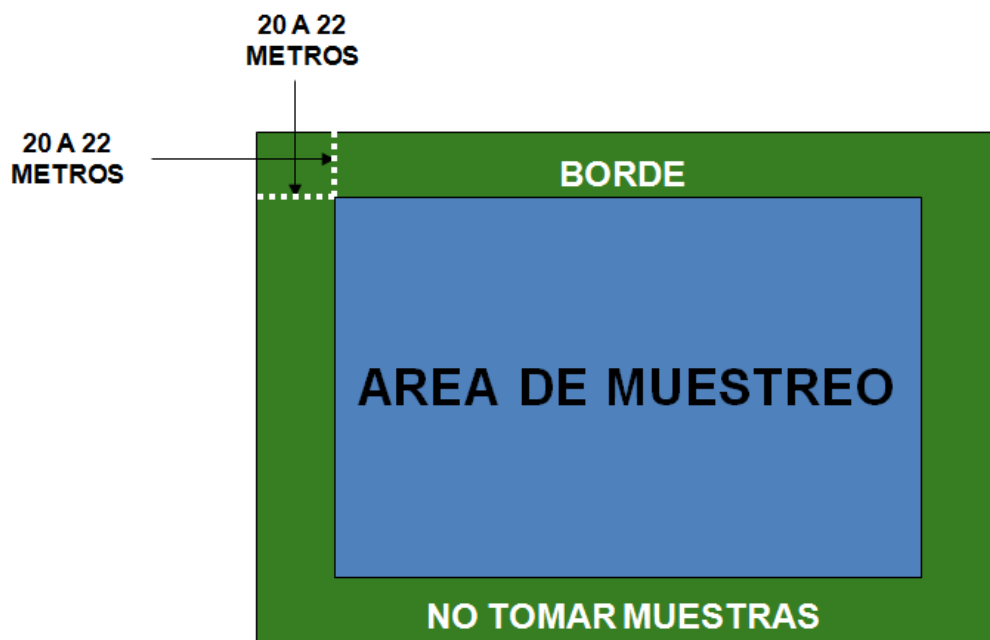 20 A 22
METROS
20 A 22
METROS
BORDE
AREA DE MUESTREO
NO TOMAR MUESTRAS